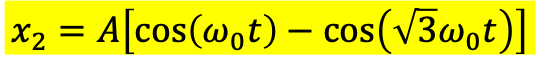 x₂ = A[cos(ω₀t) − cos(√3ω₀t)]